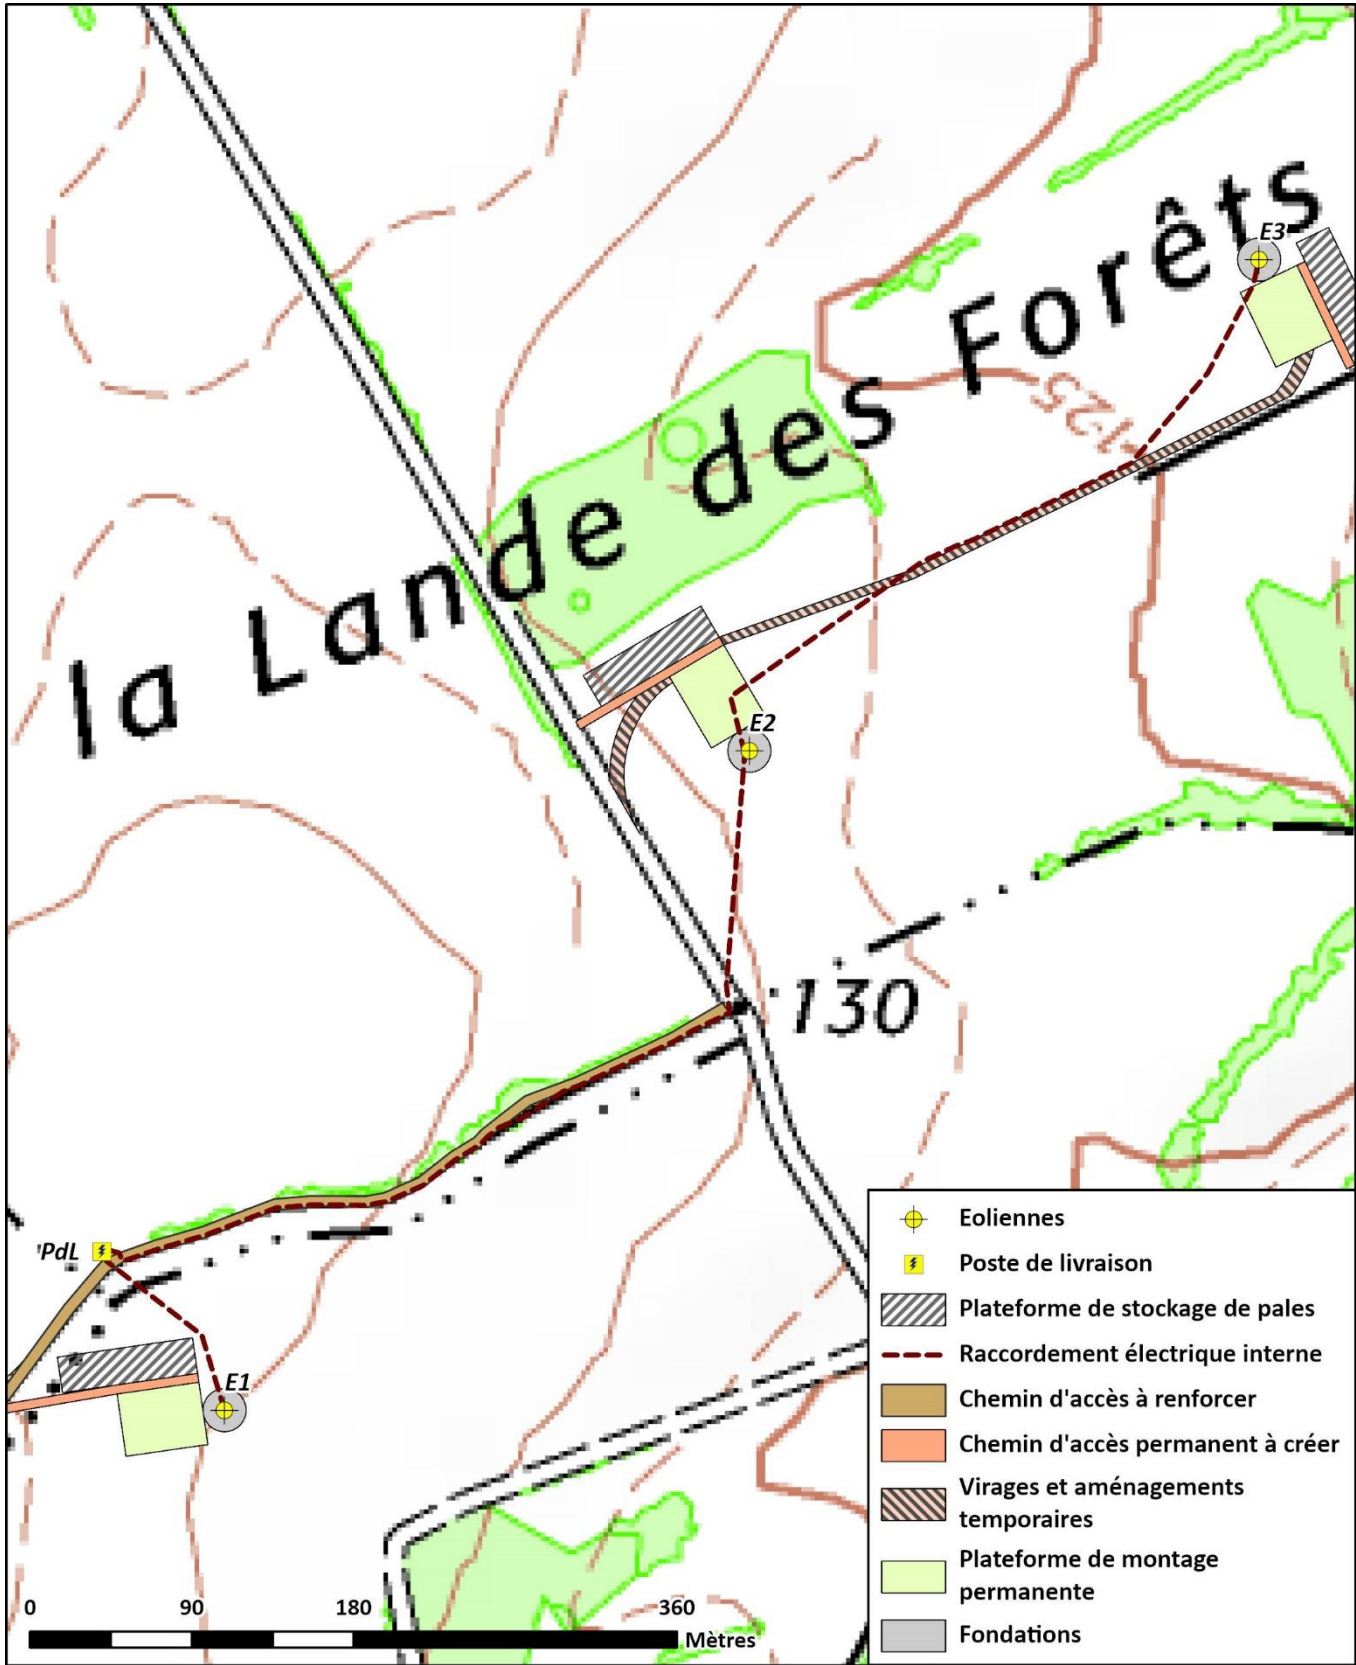 la Lande des Forêts
E3
125
E2
130
PdL
E1
Eoliennes
Poste de livraison
Plateforme de stockage de pales
Raccordement électrique interne
Chemin d'accès à renforcer
Chemin d'accès permanent à créer
Virages et aménagements
temporaires
Plateforme de montage
permanente
Fondations
0 90 180 360
Mètres